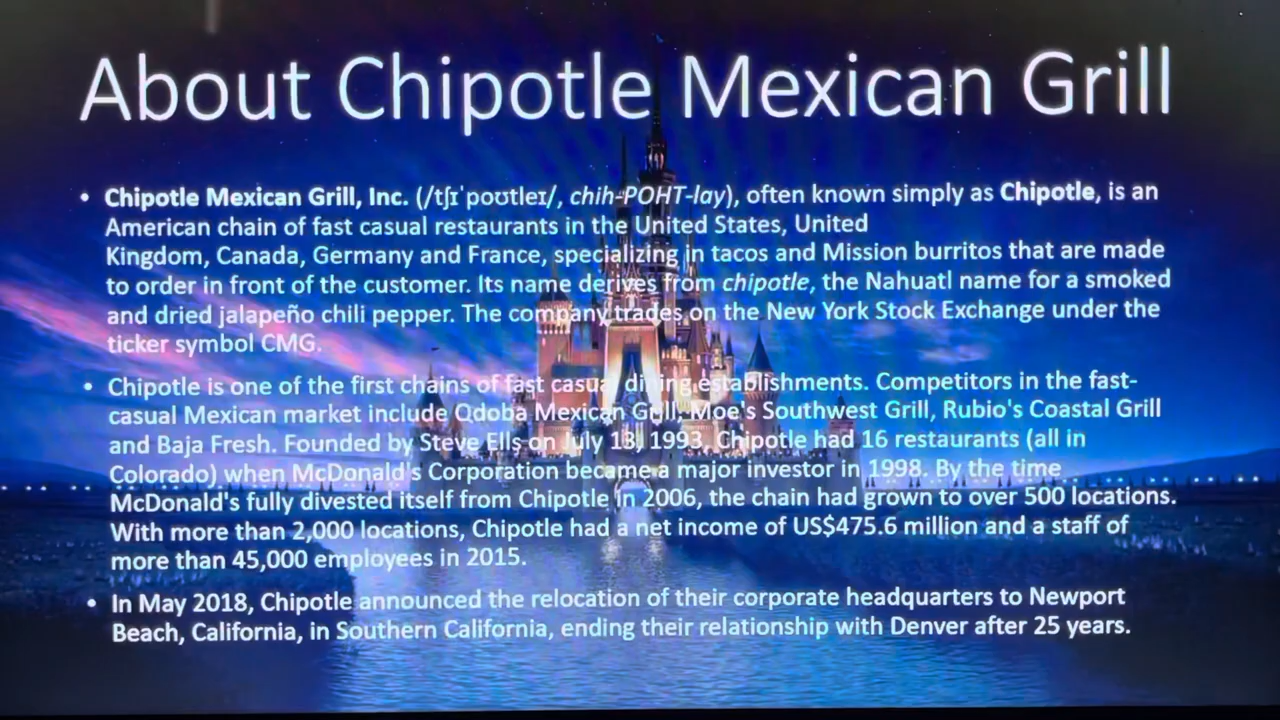 About Chipotle Mexican Grill
• Chipotle Mexican Grill, Inc. (/tʃɪˈpoʊtleɪ/, chih-POHT-lay), often known simply as Chipotle, is an
American chain of fast casual restaurants in the United States, United
Kingdom, Canada, Germany and France, specializing in tacos and Mission burritos that are made
to order in front of the customer. Its name derives from chipotle, the Nahuatl name for a smoked
and dried jalapeño chili pepper. The company trades on the New York Stock Exchange under the
ticker symbol CMG.
• Chipotle is one of the first chains of fast casual dining establishments. Competitors in the fast-
casual Mexican market include Qdoba Mexican Grill, Moe's Southwest Grill, Rubio's Coastal Grill
and Baja Fresh. Founded by Steve Ells on July 13, 1993, Chipotle had 16 restaurants (all in
Colorado) when McDonald's Corporation became a major investor in 1998. By the time
McDonald's fully divested itself from Chipotle in 2006, the chain had grown to over 500 locations.
With more than 2,000 locations, Chipotle had a net income of US$475.6 million and a staff of
more than 45,000 employees in 2015.
• In May 2018, Chipotle announced the relocation of their corporate headquarters to Newport
Beach, California, in Southern California, ending their relationship with Denver after 25 years.